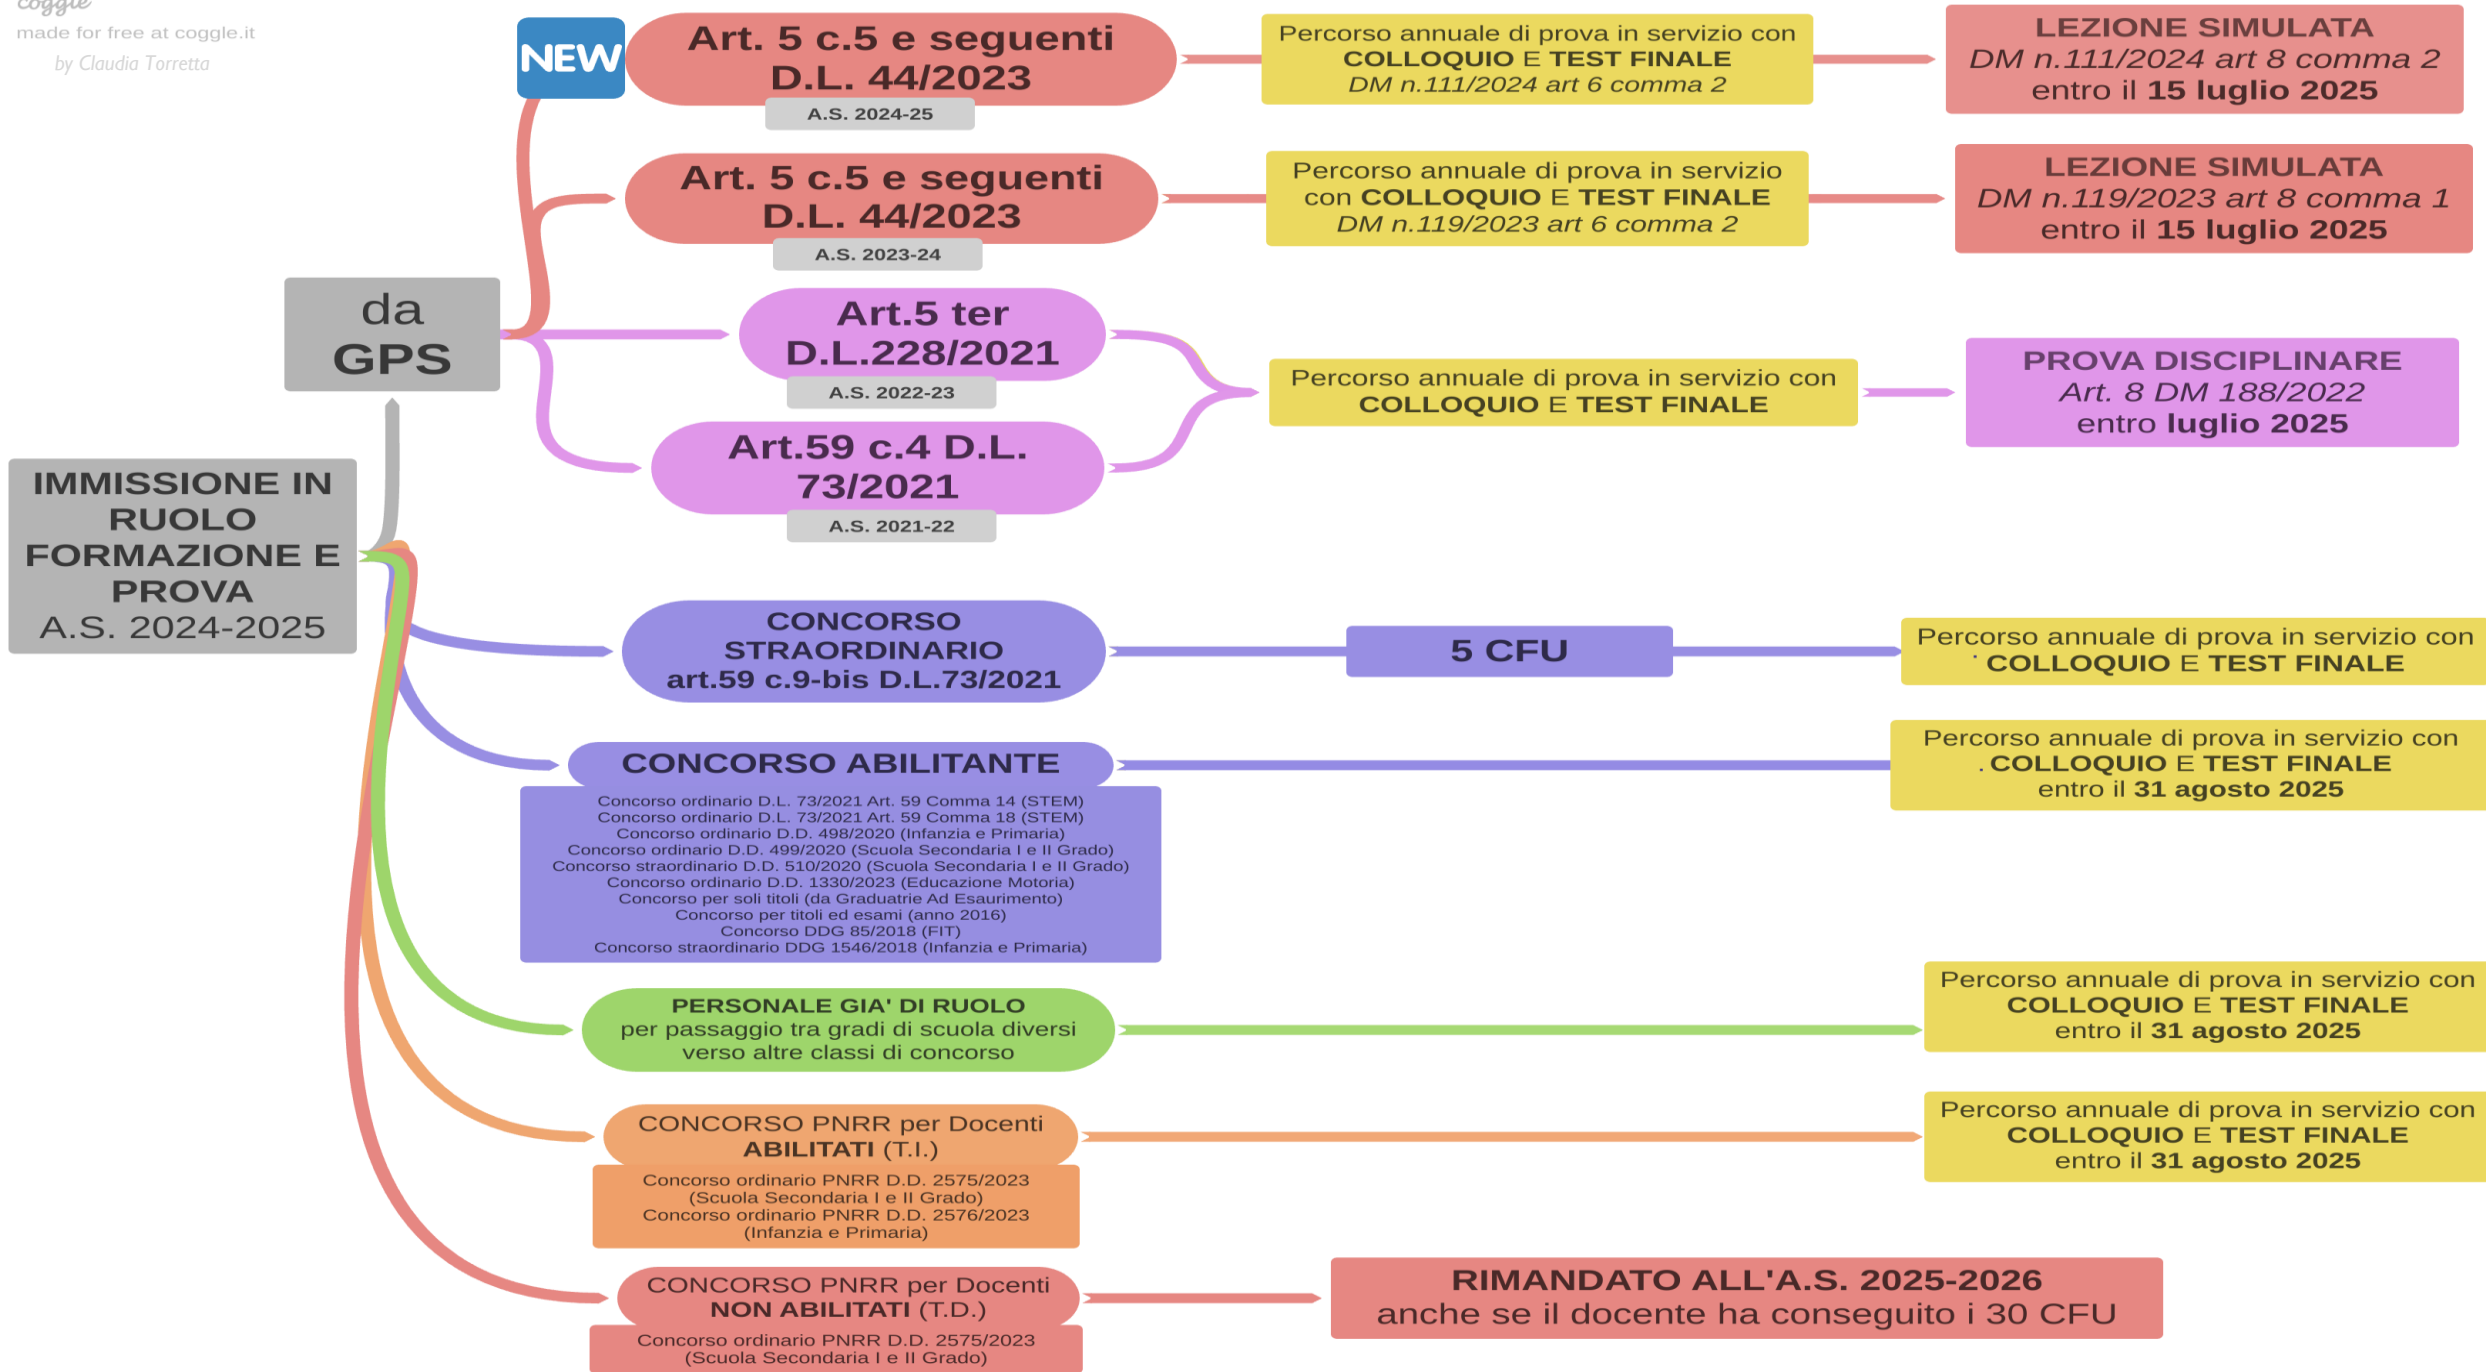 coggle
made for free at coggle.it
by Claudia Torretta
NEW
Art. 5 c.5 e seguenti
D.L. 44/2023
A.S. 2024-25
Percorso annuale di prova in servizio con
COLLOQUIO E TEST FINALE
DM n.111/2024 art 6 comma 2
LEZIONE SIMULATA
DM n.111/2024 art 8 comma 2
entro il 15 luglio 2025
Art. 5 c.5 e seguenti
D.L. 44/2023
A.S. 2023-24
Percorso annuale di prova in servizio
con COLLOQUIO E TEST FINALE
DM n.119/2023 art 6 comma 2
LEZIONE SIMULATA
DM n.119/2023 art 8 comma 1
entro il 15 luglio 2025
da
GPS
Art.5 ter
D.L.228/2021
A.S. 2022-23
Art.59 c.4 D.L.
73/2021
A.S. 2021-22
Percorso annuale di prova in servizio con
COLLOQUIO E TEST FINALE
PROVA DISCIPLINARE
Art. 8 DM 188/2022
entro luglio 2025
IMMISSIONE IN
RUOLO
FORMAZIONE E
PROVA
A.S. 2024-2025
CONCORSO
STRAORDINARIO
art.59 c.9-bis D.L.73/2021
5 CFU
Percorso annuale di prova in servizio con
. COLLOQUIO E TEST FINALE
CONCORSO ABILITANTE
Concorso ordinario D.L. 73/2021 Art. 59 Comma 14 (STEM)
Concorso ordinario D.L. 73/2021 Art. 59 Comma 18 (STEM)
Concorso ordinario D.D. 498/2020 (Infanzia e Primaria)
Concorso ordinario D.D. 499/2020 (Scuola Secondaria I e II Grado)
Concorso straordinario D.D. 510/2020 (Scuola Secondaria I e II Grado)
Concorso ordinario D.D. 1330/2023 (Educazione Motoria)
Concorso per soli titoli (da Graduatrie Ad Esaurimento)
Concorso per titoli ed esami (anno 2016)
Concorso DDG 85/2018 (FIT)
Concorso straordinario DDG 1546/2018 (Infanzia e Primaria)
Percorso annuale di prova in servizio con
. COLLOQUIO E TEST FINALE
entro il 31 agosto 2025
PERSONALE GIA' DI RUOLO
per passaggio tra gradi di scuola diversi
verso altre classi di concorso
Percorso annuale di prova in servizio con
COLLOQUIO E TEST FINALE
entro il 31 agosto 2025
CONCORSO PNRR per Docenti
ABILITATI (T.I.)
Concorso ordinario PNRR D.D. 2575/2023
(Scuola Secondaria I e II Grado)
Concorso ordinario PNRR D.D. 2576/2023
(Infanzia e Primaria)
Percorso annuale di prova in servizio con
COLLOQUIO E TEST FINALE
entro il 31 agosto 2025
CONCORSO PNRR per Docenti
NON ABILITATI (T.D.)
Concorso ordinario PNRR D.D. 2575/2023
(Scuola Secondaria I e II Grado)
RIMANDATO ALL'A.S. 2025-2026
anche se il docente ha conseguito i 30 CFU